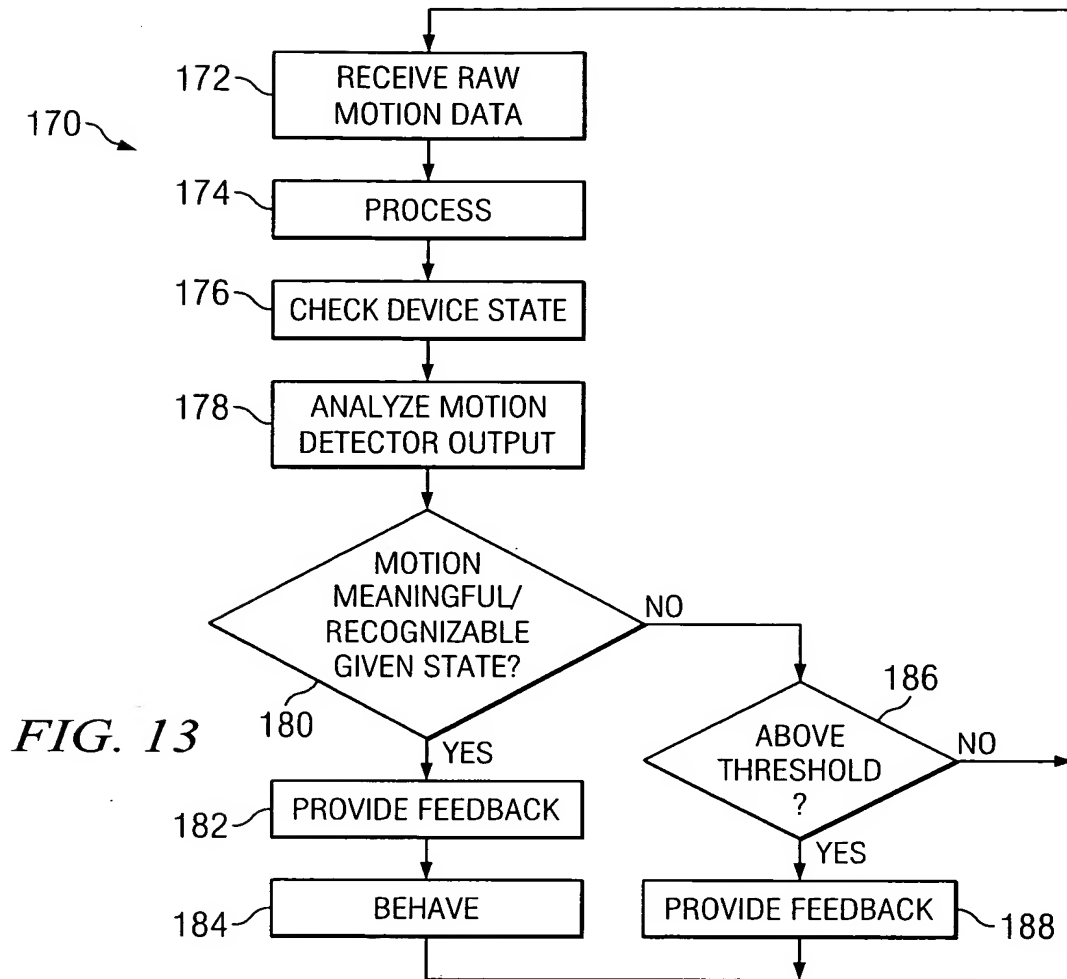 172
RECEIVE RAW
MOTION DATA
170
174
PROCESS
176
CHECK DEVICE STATE
178
ANALYZE MOTION
DETECTOR OUTPUT
MOTION
MEANINGFUL/
RECOGNIZABLE
GIVEN STATE?
NO
180
YES
186
ABOVE
THRESHOLD
?
NO
YES
FIG. 13
182
PROVIDE FEEDBACK
184
BEHAVE
PROVIDE FEEDBACK
188